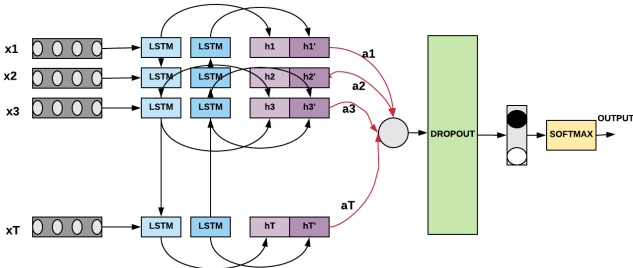 x1 LSTM LSTM h1 h1' a1
x2 LSTM LSTM h2 h2' a2
x3 LSTM LSTM h3 h3' a3
DROPOUT SOFTMAX OUTPUT
xT LSTM LSTM hT hT' aT